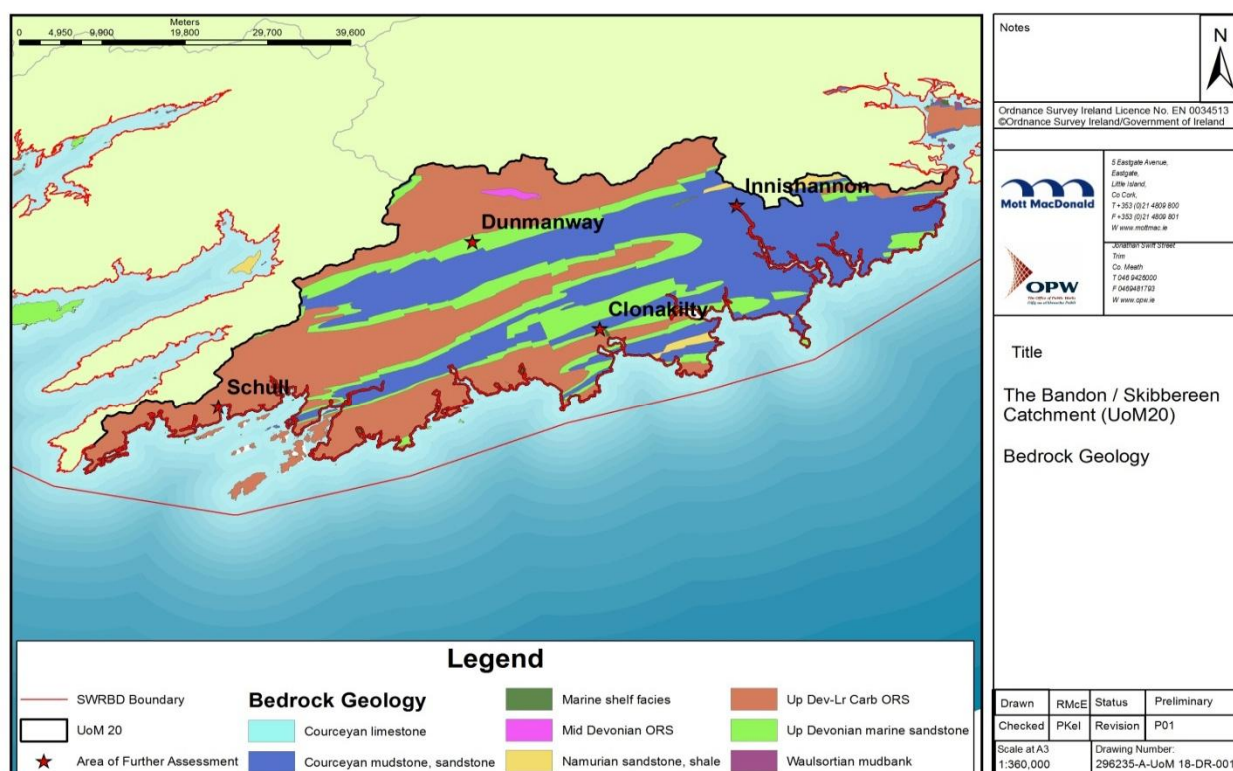 Meters
0 4,950 9,900 19,800 29,700 39,600
Innishannon
Dunmanway
Clonakilty
Schull
Legend
SWRBD Boundary
UoM 20
Area of Further Assessment
Bedrock Geology
Courceyan limestone
Courceyan mudstone, sandstone
Marine shelf facies
Mid Devonian ORS
Namurian sandstone, shale
Up Dev-Lr Carb ORS
Up Devonian marine sandstone
Waulsortian mudbank
Notes
N
Ordnance Survey Ireland Licence No. EN 0034513
©Ordnance Survey Ireland/Government of Ireland
Mott MacDonald
5 Eastgate Avenue,
Eastgate,
Little Island,
Co Cork,
T +353 (0)21 4809 800
F +353 (0)21 4809 801
W www.mottmac.ie
OPW
The Office of Public Works
Jonathan Swift Street
Trim
Co. Meath
T 046 9426000
F 0469481793
W www.opw.ie
Title
The Bandon / Skibbereen
Catchment (UoM20)
Bedrock Geology
Drawn RMcE Status Preliminary
Checked PKel Revision P01
Scale at A3
1:360,000
Drawing Number:
296235-A-UoM 18-DR-001